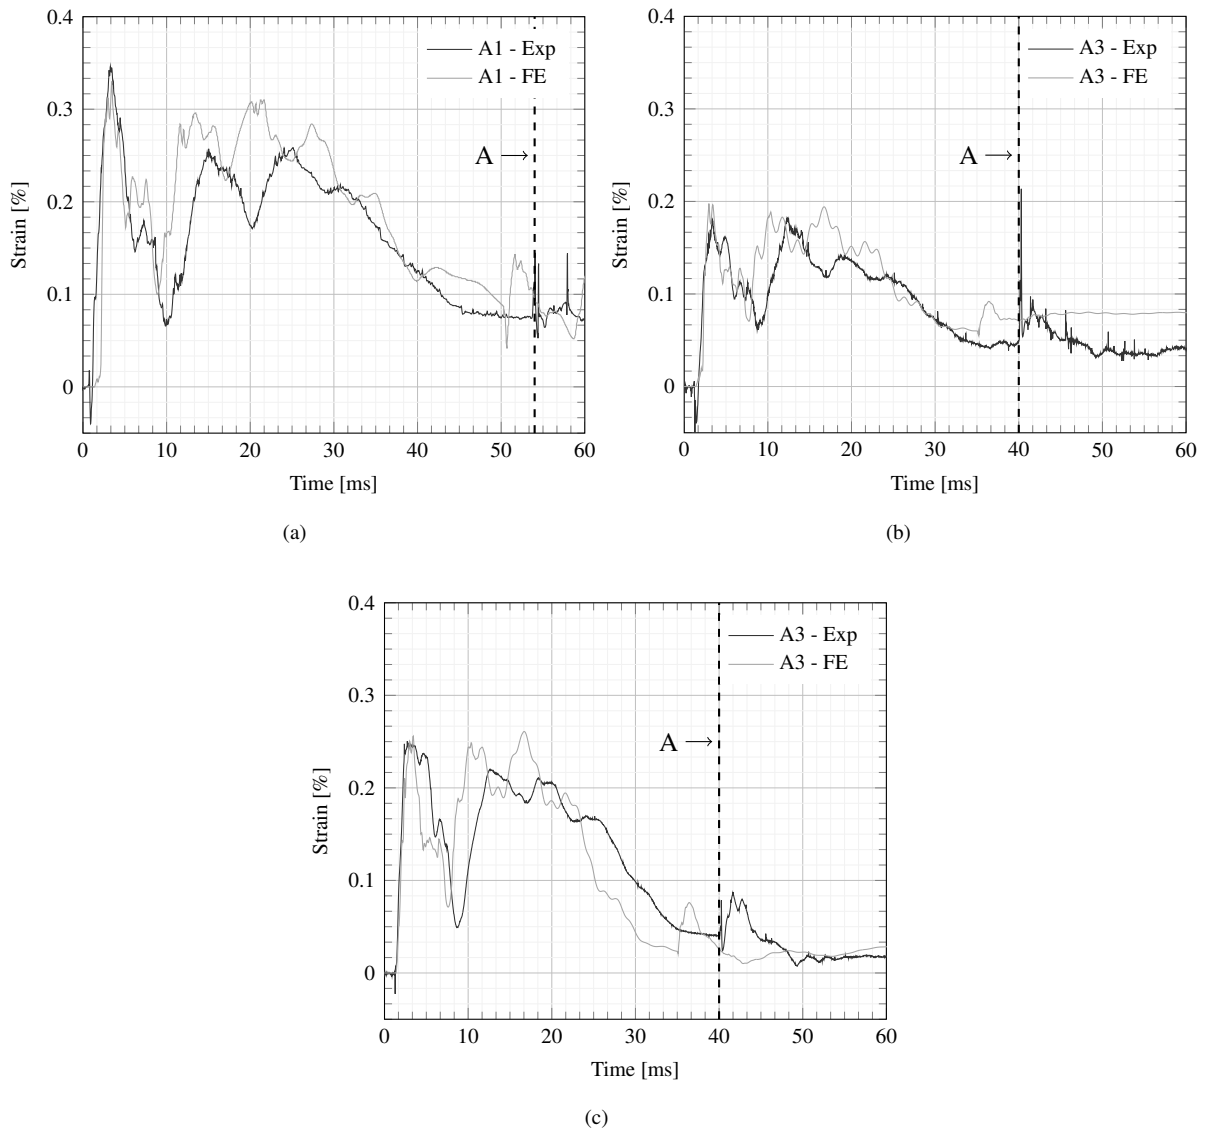 0.4
0.3
0.2
0.1
0
Strain [%]
A1 - Exp
A1 - FE
A
0 10 20 30 40 50 60
Time [ms]
(a)
0.4
0.3
0.2
0.1
0
Strain [%]
A3 - Exp
A3 - FE
A
0 10 20 30 40 50 60
Time [ms]
(b)
0.4
0.3
0.2
0.1
0
Strain [%]
A3 - Exp
A3 - FE
A
0 10 20 30 40 50 60
Time [ms]
(c)